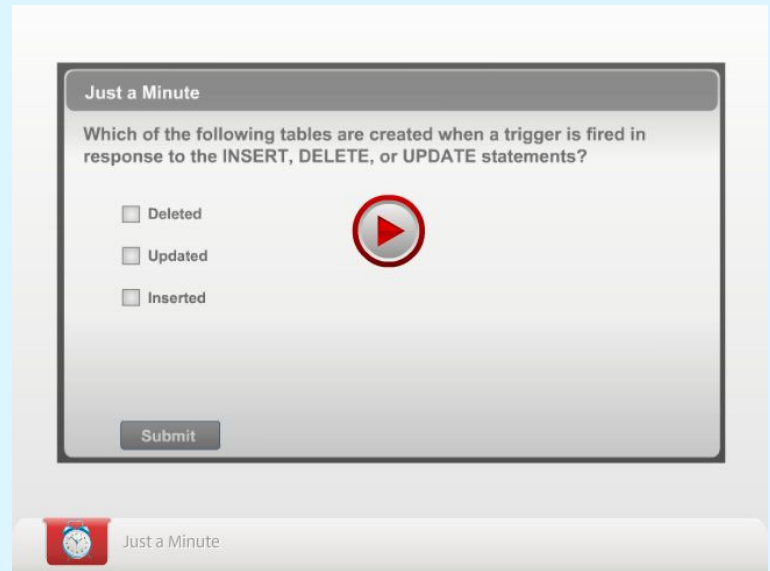 Just a Minute
Which of the following tables are created when a trigger is fired in
response to the INSERT, DELETE, or UPDATE statements?
Deleted
Updated
Inserted
Submit
Just a Minute